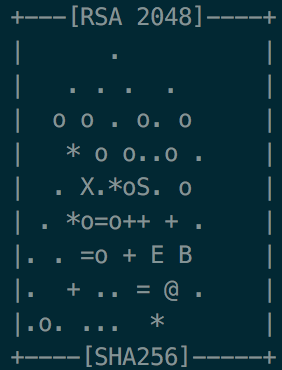 +---[RSA 2048]----+
|      .          |
|   . . .  .      |
|  o o . o. o     |
|   * o o..o .    |
|  . X.*oS. o     |
| . *o=o++ + .    |
|. . =o + E B     |
|.  + .. = @ .    |
|.o. ...  *       |
+----[SHA256]-----+